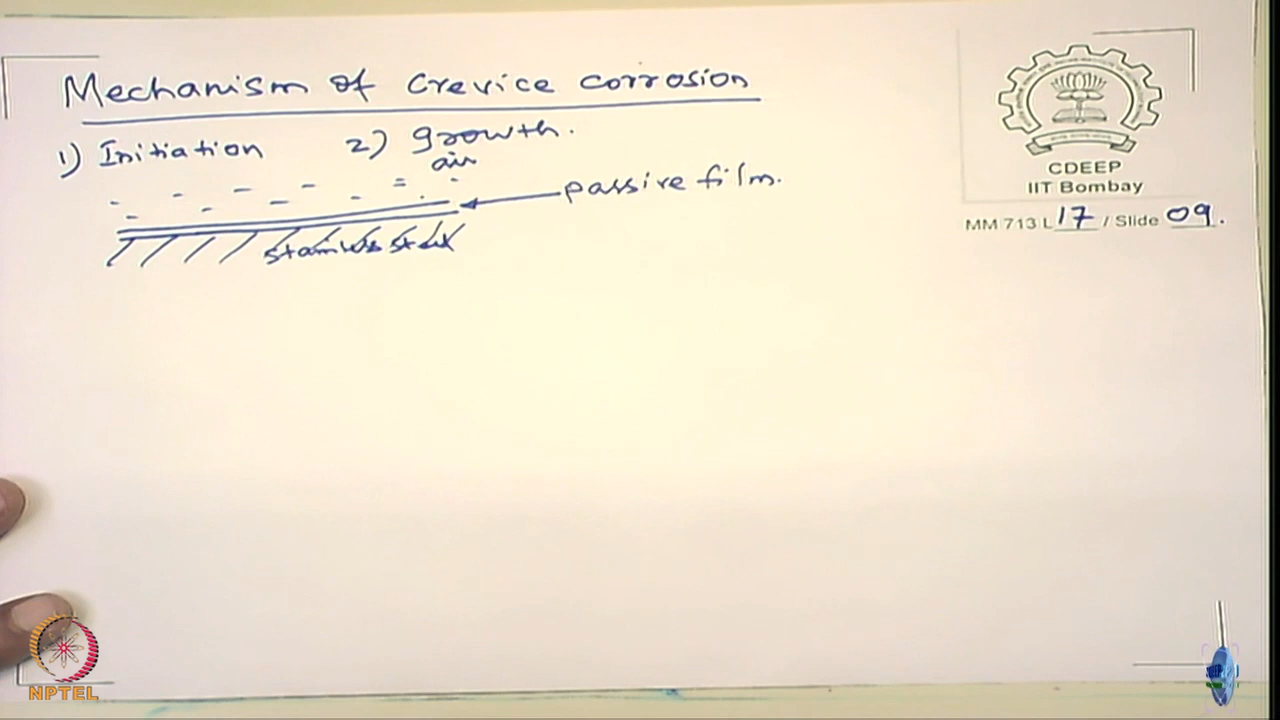 Mechanism of Crevice corrosion
1) Initiation 2) growth.
air
passive film.
stainless steel
CDEEP
IIT Bombay
MM 713 L 17 / Slide 09.
NPTEL